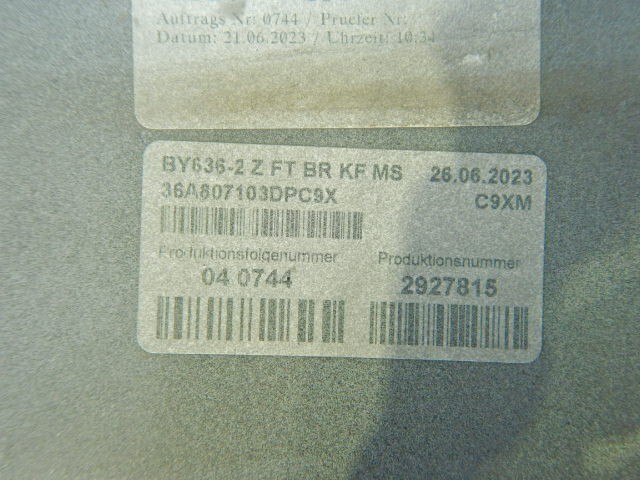 Auftrags Nr: 0744 / Pruefer Nr:
Datum: 21.06.2023 / Uhrzeit: 10:34
BY636-2 Z FT BR KF MS 26.06.2023
36A807103DPC9X C9XM
Produktionsfolgenummer Produktionsnummer
04 0744 2927815